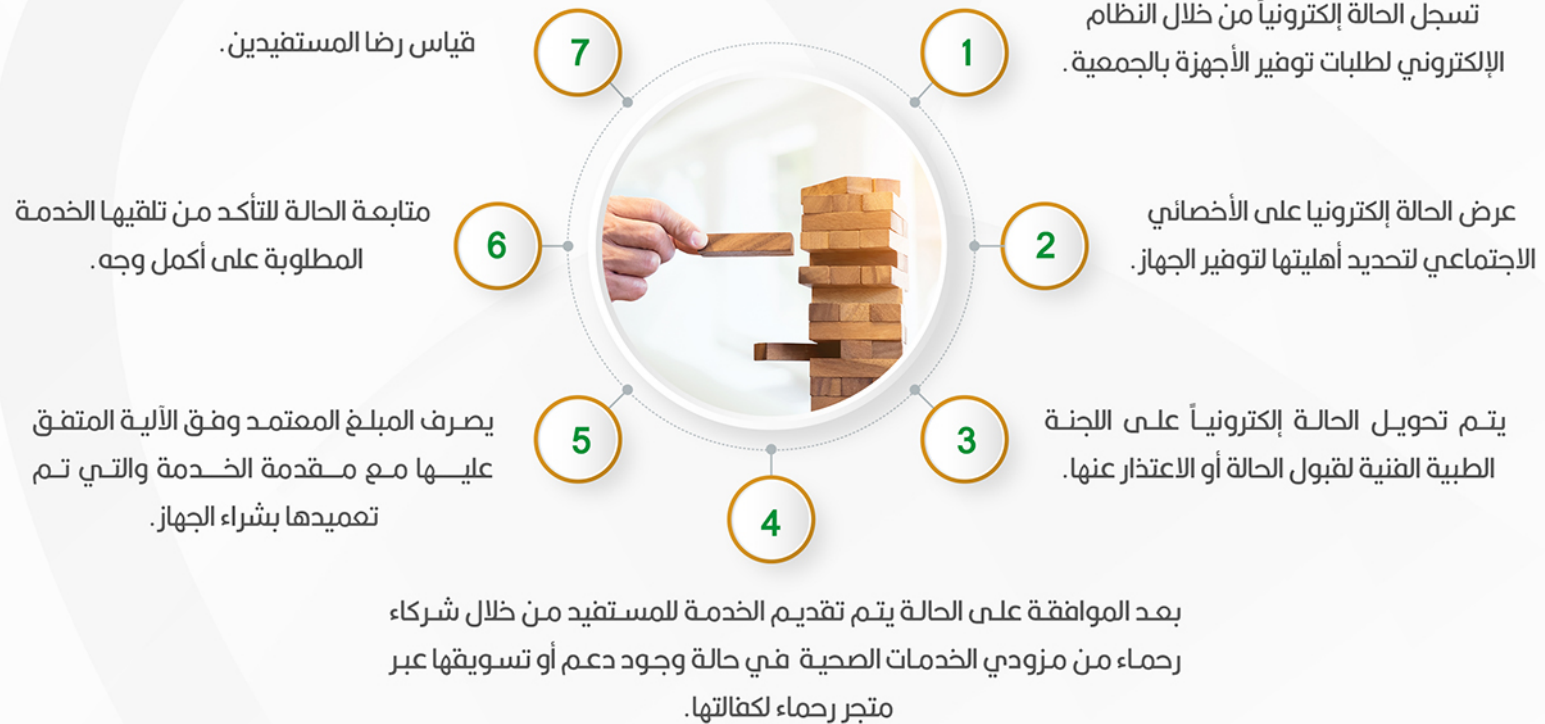 1
تسجل الحالة إلكترونياً من خلال النظام
الإلكتروني لطلبات توفير الأجهزة بالجمعية.
2
عرض الحالة إلكترونيا على الأخصائي
الاجتماعي لتحديد أهليتها لتوفير الجهاز.
3
يتم تحويل الحالة إلكترونياً على اللجنة
الطبية الفنية لقبول الحالة أو الاعتذار عنها.
4
بعد الموافقة على الحالة يتم تقديم الخدمة للمستفيد من خلال شركاء
رحماء من مزودي الخدمات الصحية في حالة وجود دعم أو تسويقها عبر
متجر رحماء لكفالتها.
5
يصرف المبلغ المعتمد وفق الآلية المتفق
عليها مع مقدمة الخدمة والتي تم
تعميدها بشراء الجهاز.
6
متابعة الحالة للتأكد من تلقيها الخدمة
المطلوبة على أكمل وجه.
7
قياس رضا المستفيدين.